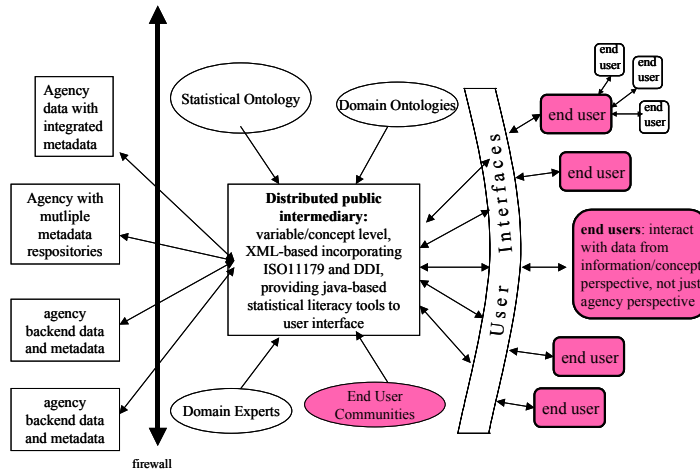 Agency
data with
integrated
metadata
Agency with
mutliple
metadata
respositories
agency
backend data
and metadata
agency
backend data
and metadata
firewall
Statistical Ontology
Domain Ontologies
Distributed public
intermediary:
variable/concept level,
XML-based incorporating
ISO11179 and DDI,
providing java-based
statistical literacy tools to
user interface
Domain Experts
End User
Communities
User Interfaces
end
user
end
user
end
user
end user
end user
end users: interact
with data from
information/concept
perspective, not just
agency perspective
end user
end user